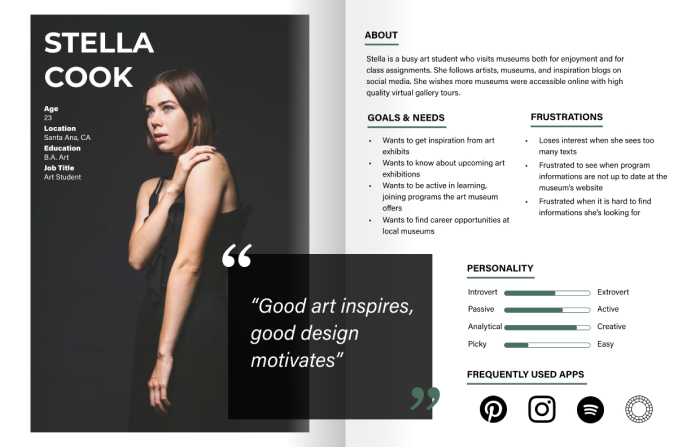 STELLA
COOK
Age
23
Location
Santa Ana, CA
Education
B.A. Art
Job Title
Art Student
“
“Good art inspires,
good design
motivates”
”
ABOUT
Stella is a busy art student who visits museums both for enjoyment and for
class assignments. She follows artists, museums, and inspiration blogs on
social media. She wishes more museums were accessible online with high
quality virtual gallery tours.
GOALS & NEEDS
• Wants to get inspiration from art
exhibits
• Wants to know about upcoming art
exhibitions
• Wants to be active in learning,
joining programs the art museum
offers
• Wants to find career opportunities at
local museums
FRUSTRATIONS
• Loses interest when she sees too
many texts
• Frustrated to see when program
informations are not up to date at the
museum's website
• Frustrated when it is hard to find
informations she's looking for
PERSONALITY
Introvert Extrovert
Passive Active
Analytical Creative
Picky Easy
FREQUENTLY USED APPS